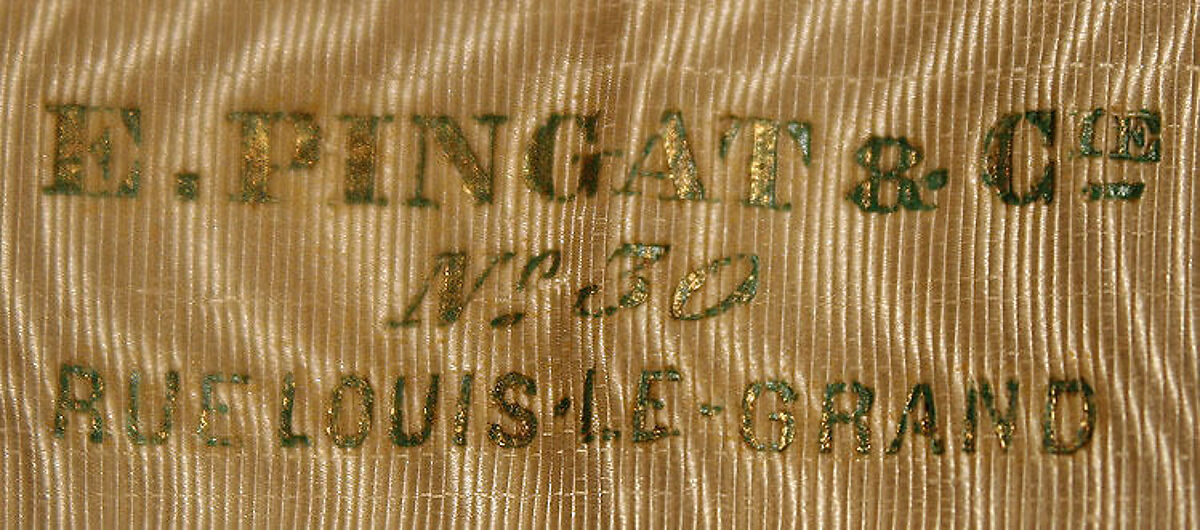 E. PINGAT & CIE
No 30
RUE LOUIS-LE-GRAND